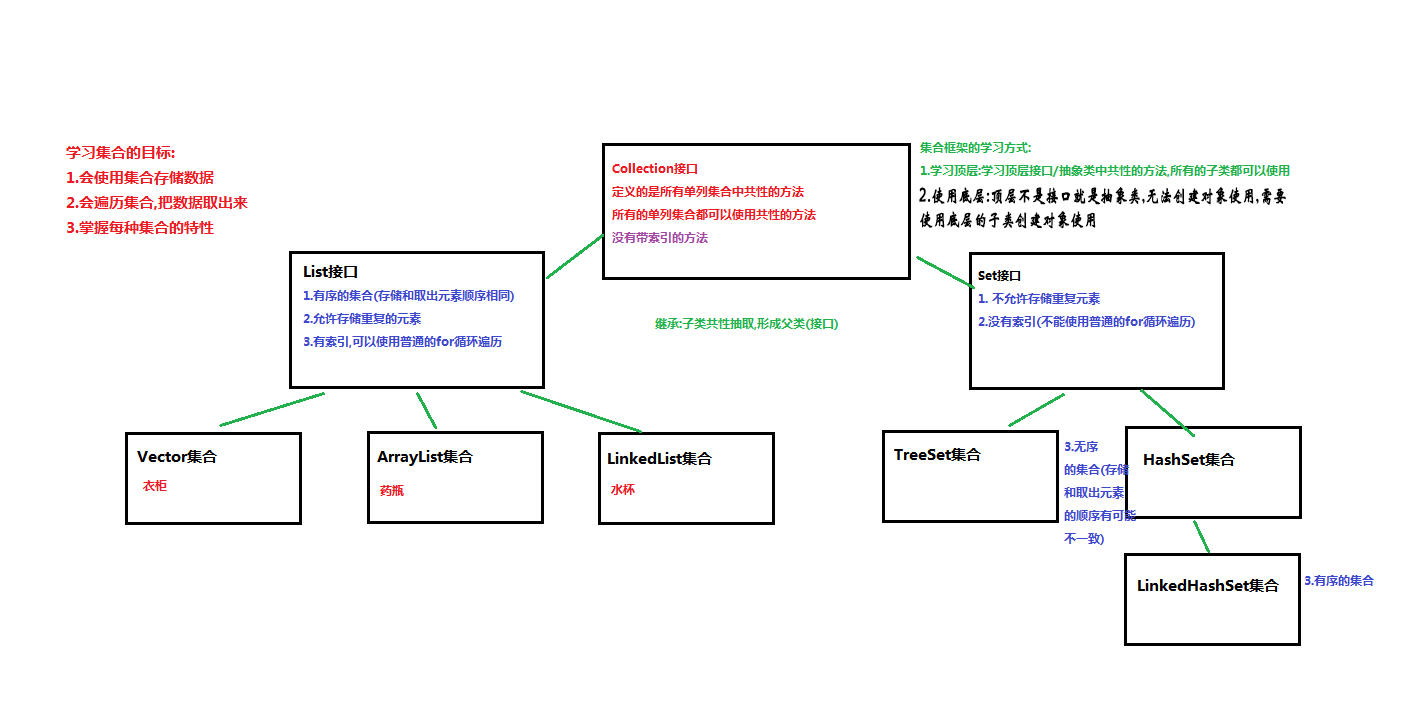 学习集合的目标:
1.会使用集合存储数据
2.会遍历集合,把数据取出来
3.掌握每种集合的特性
Collection接口
定义的是所有单列集合中共性的方法
所有的单列集合都可以使用共性的方法
没有带索引的方法
集合框架的学习方式:
1.学习顶层:学习顶层接口/抽象类中共性的方法,所有的子类都可以使用
2.使用底层:顶层不是接口就是抽象类,无法创建对象使用,需要
使用底层的子类创建对象使用
List接口
1.有序的集合(存储和取出元素顺序相同)
2.允许存储重复的元素
3.有索引,可以使用普通的for循环遍历
继承:子类共性抽取,形成父类(接口)
Set接口
1. 不允许存储重复元素
2.没有索引(不能使用普通的for循环遍历)
Vector集合
衣柜
ArrayList集合
药瓶
LinkedList集合
水杯
TreeSet集合
3.无序
的集合(存储
和取出元素
的顺序有可能
不一致)
HashSet集合
LinkedHashSet集合
3.有序的集合